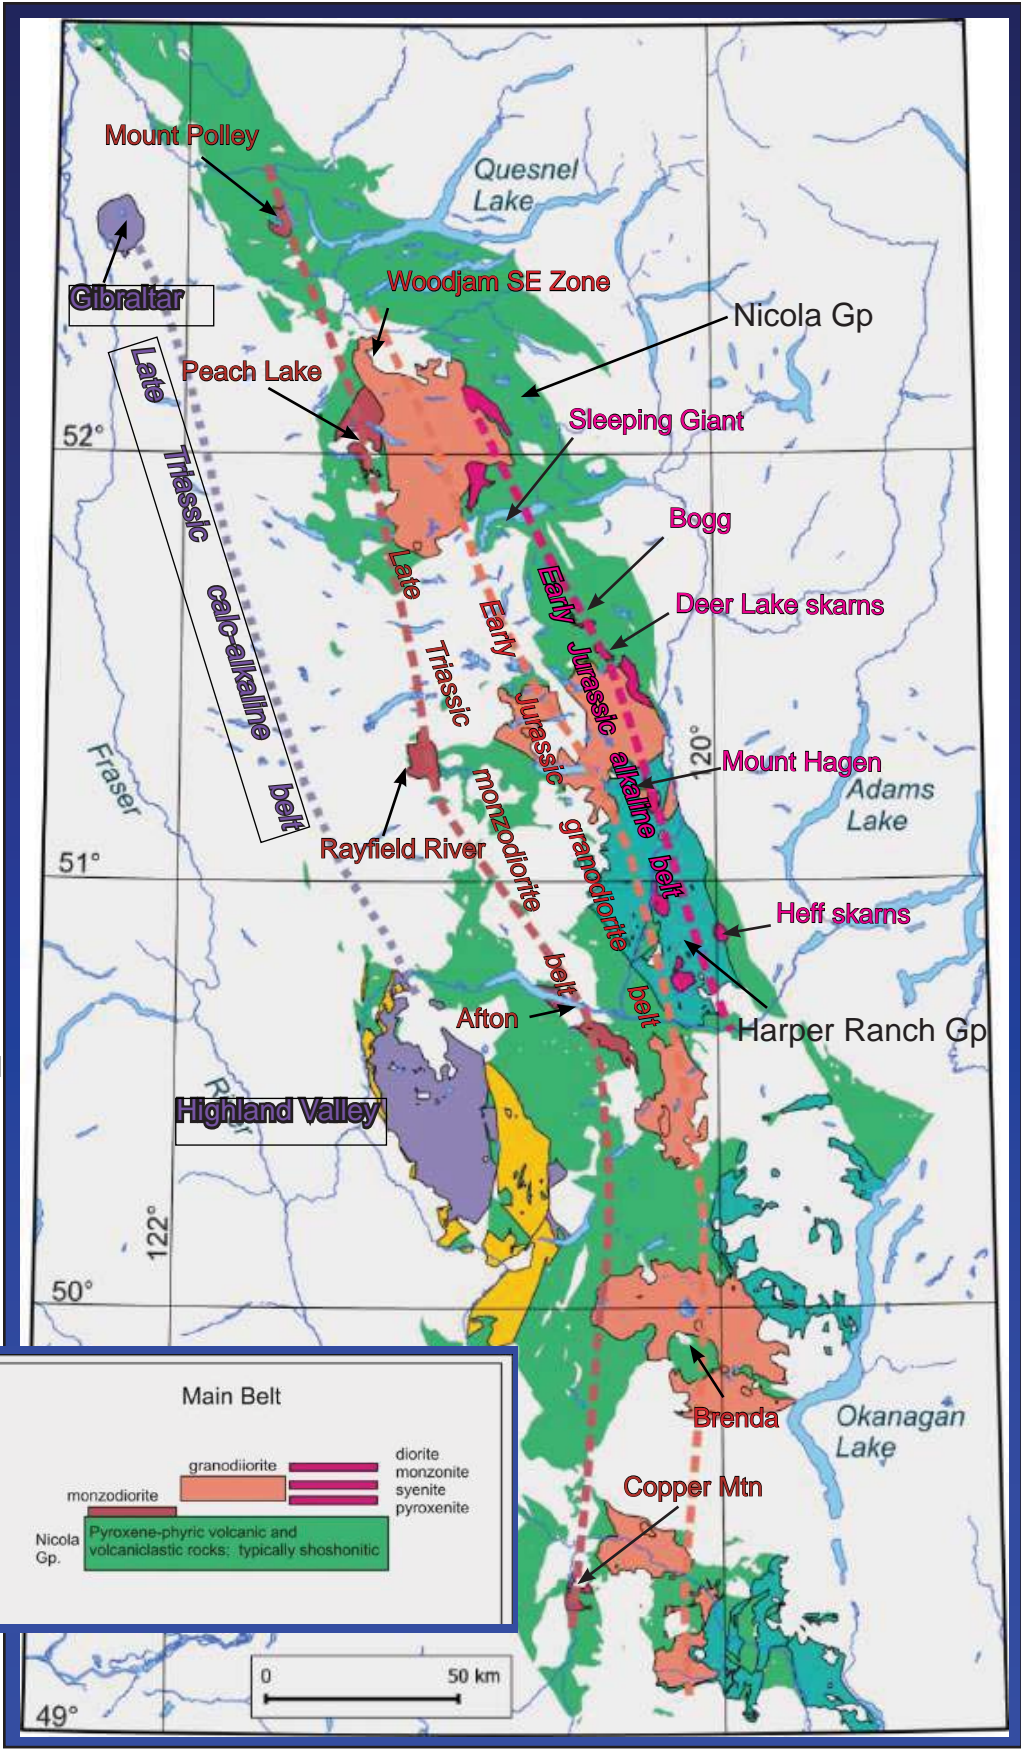 Mount Polley
Quesnel
Lake
Woodjam SE Zone
Gibraltar
Nicola Gp
Peach Lake
Sleeping Giant
52°
Late Triassic calc-alkaline belt
Bogg
Deer Lake skarns
Late Triassic monzodiorite belt
Early Jurassic granodiorite belt
Early Jurassic alkaline belt
120°
Fraser
River
Mount Hagen
Adams
Lake
Rayfield River
51°
Heff skarns
Afton
Harper Ranch Gp
Highland Valley
122°
50°
Brenda
Okanagan
Lake
Copper Mtn
Main Belt
granodiiorite
diorite
monzonite
syenite
pyroxenite
monzodiorite
Nicola
Gp.
Pyroxene-phyric volcanic and
volcaniclastic rocks; typically shoshonitic
0 50 km
49°